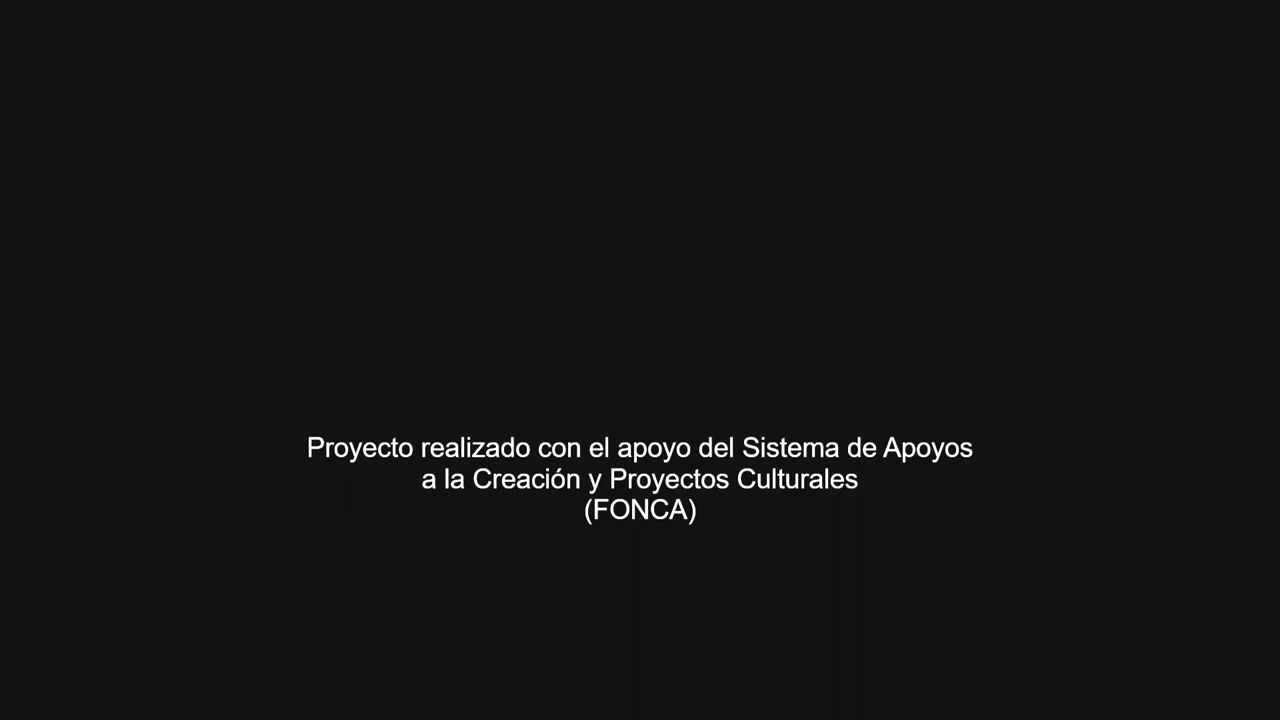 Proyecto realizado con el apoyo del Sistema de Apoyos
a la Creación y Proyectos Culturales
(FONCA)